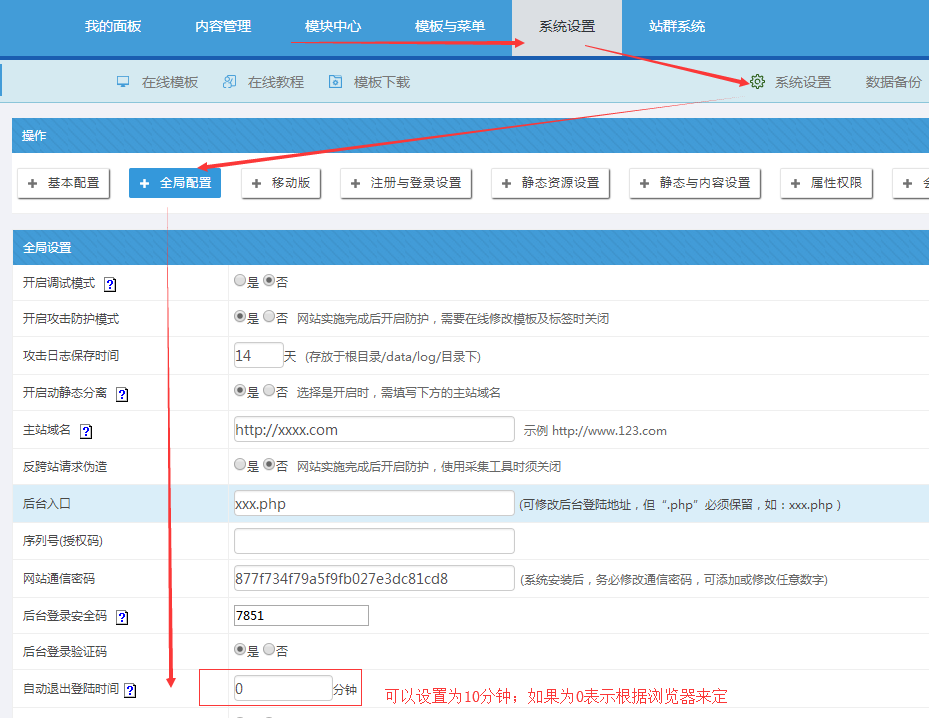 我的面板 内容管理 模块中心 模板与菜单 系统设置 站群系统
在线模板 在线教程 模板下载 系统设置 数据备份
操作
+ 基本配置 + 全局配置 + 移动版 + 注册与登录设置 + 静态资源设置 + 静态与内容设置 + 属性权限 +
全局设置
开启调试模式 ? 是 否
开启攻击防护模式 是 否 网站实施完成后开启防护，需要在线修改模板及标签时关闭
攻击日志保存时间 14 天 (存放于根目录/data/log/目录下)
开启动静态分离 ? 是 否 选择是开启时，需填写下方的主站域名
主站域名 ? http://xxxx.com 示例 http://www.123.com
反跨站请求伪造 是 否 网站实施完成后开启防护，使用采集工具时须关闭
后台入口 xxx.php (可修改后台登陆地址，但“.php”必须保留，如：xxx.php )
序列号(授权码)
网站通信密码 877f734f79a5f9fb027e3dc81cd8 (系统安装后，务必修改通信密码，可添加或修改任意数字)
后台登录安全码 ? 7851
后台登录验证码 是 否
自动退出登陆时间 ? 0 分钟 可以设置为10分钟；如果为0表示根据浏览器来定